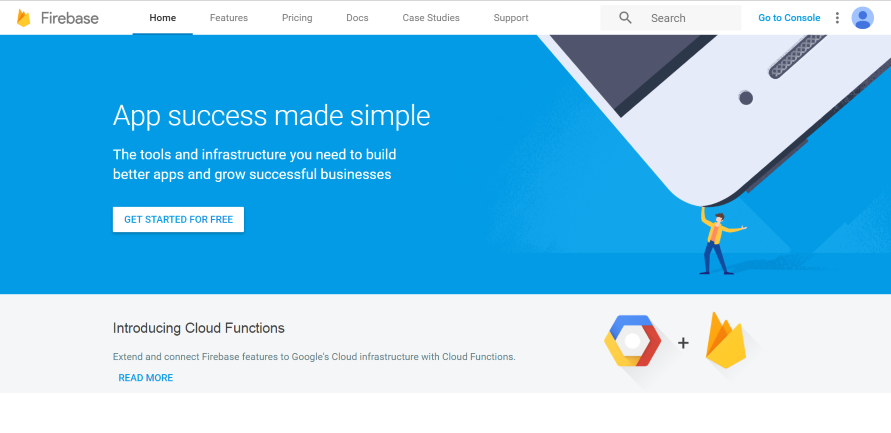 Firebase Home Features Pricing Docs Case Studies Support Search Go to Console
App success made simple
The tools and infrastructure you need to build
better apps and grow successful businesses
GET STARTED FOR FREE
Introducing Cloud Functions
+
Extend and connect Firebase features to Google's Cloud infrastructure with Cloud Functions.
READ MORE